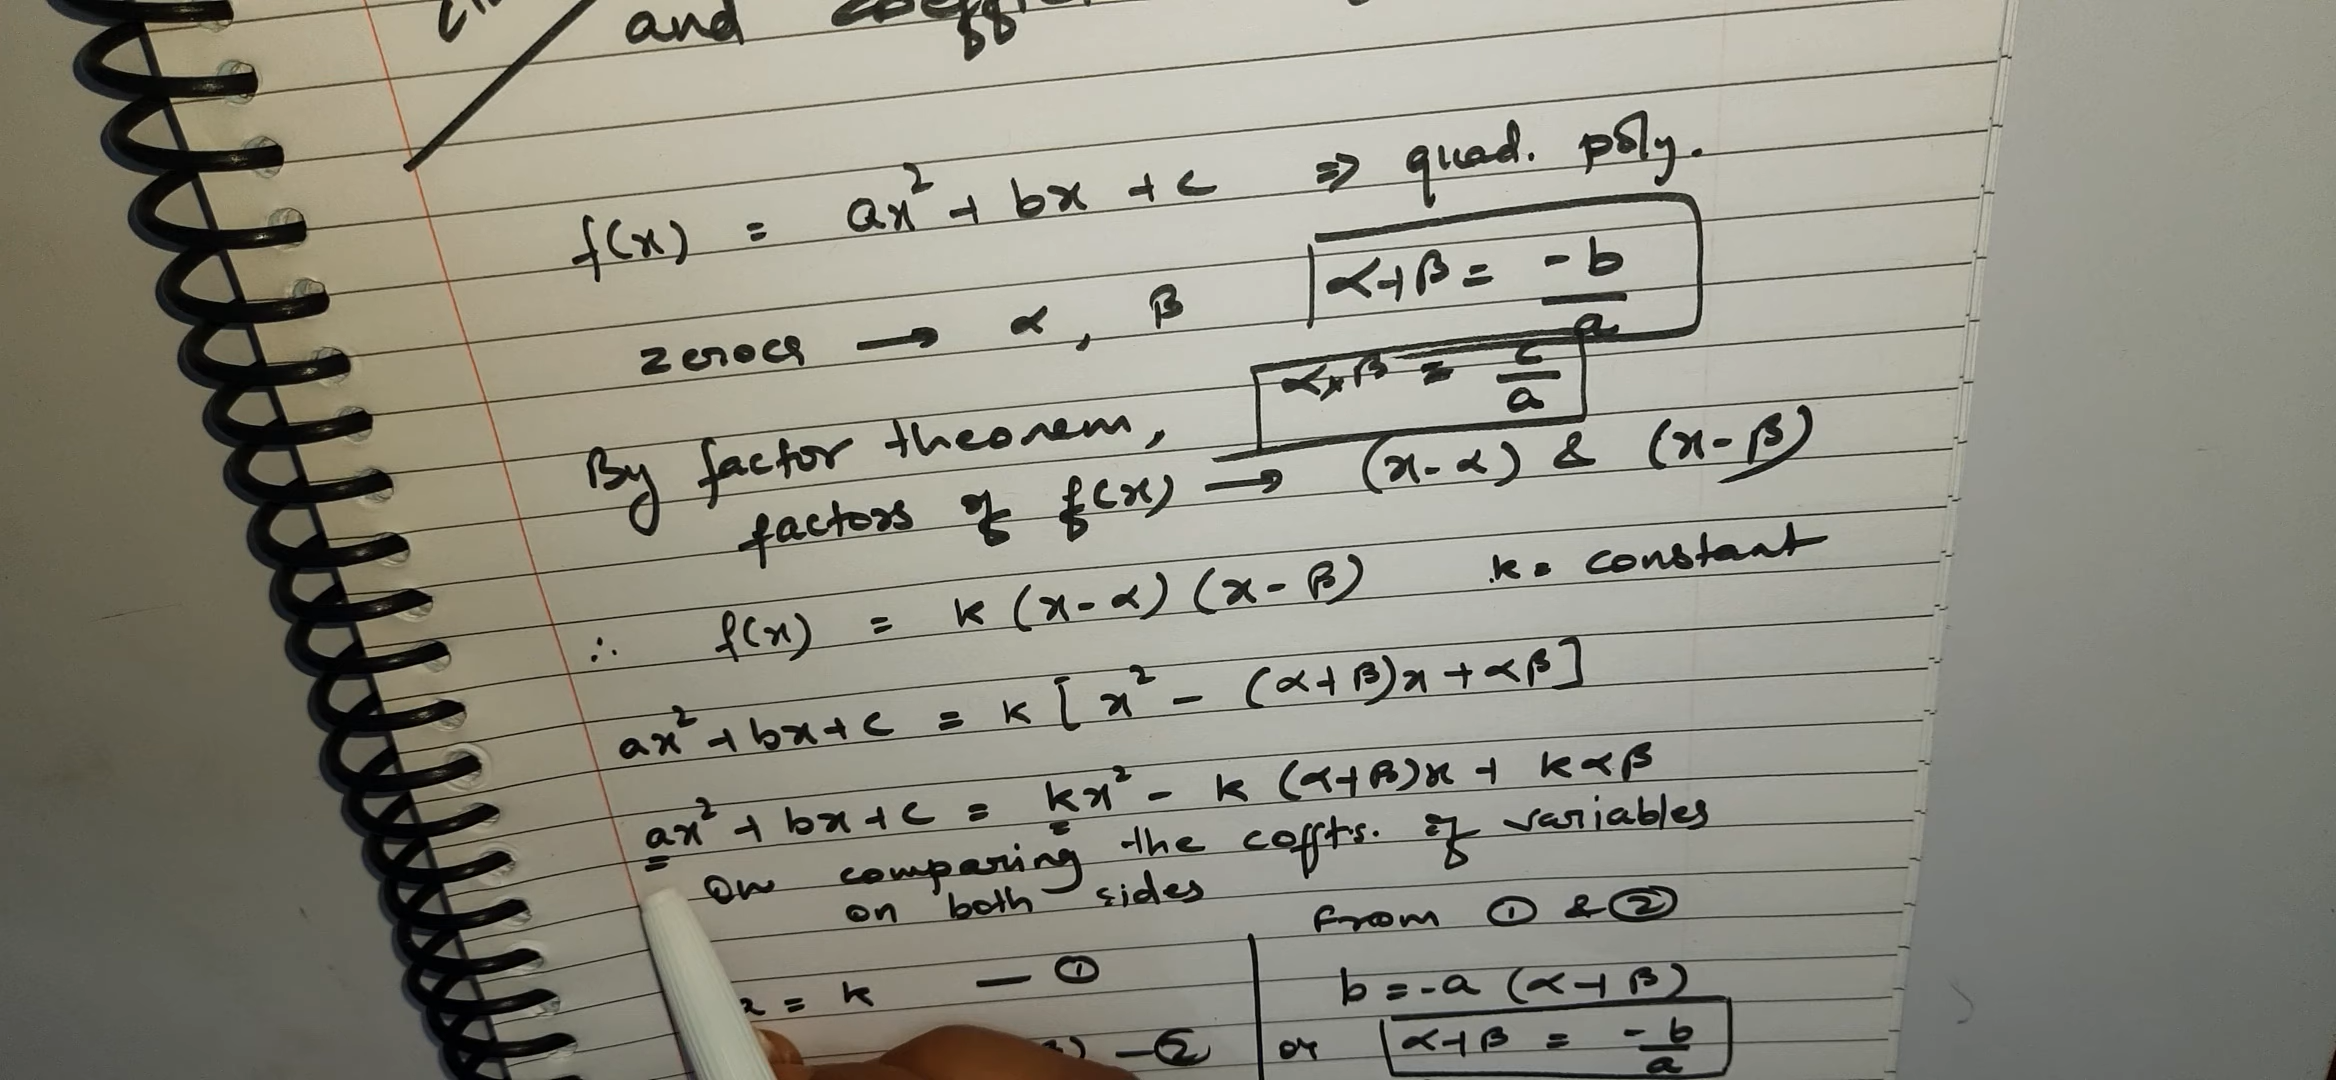 and
f(x) = ax² + bx + c ⇒ quad. poly.
zeroes → α, β
α+β = -b/a
α×β = c/a
By factor theorem,
factors of f(x) → (x-α) & (x-β)
∴ f(x) = k (x-α) (x-β) k = constant
ax² + bx + c = k [x² - (α+β)x + αβ]
ax² + bx + c = kx² - k (α+β)x + kαβ
On comparing the coffts. of variables
on both sides
a = k — ①
— ②
From ① & ②
b = -a (α+β)
or α+β = -b/a